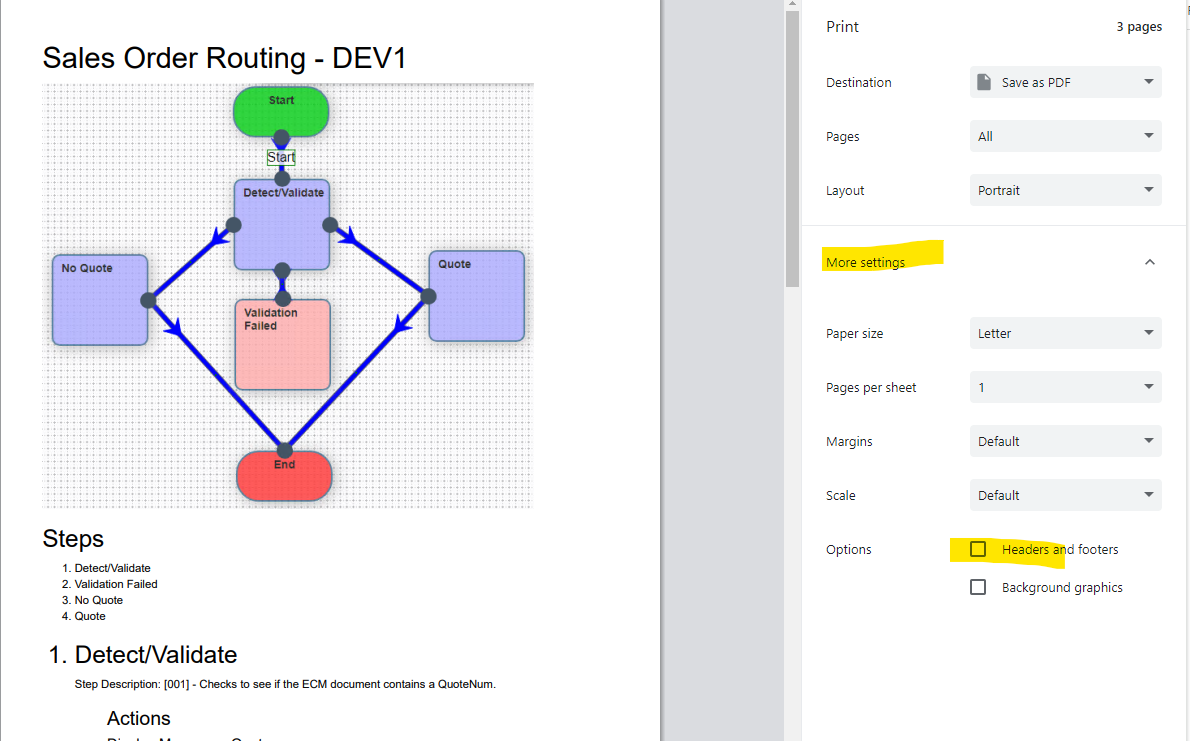 Sales Order Routing - DEV1
Start
Start
Detect/Validate
No Quote
Quote
Validation
Failed
End
Steps
1. Detect/Validate
2. Validation Failed
3. No Quote
4. Quote
1. Detect/Validate
Step Description: [001] - Checks to see if the ECM document contains a QuoteNum.
Actions
Print
3 pages
Destination
Save as PDF
Pages
All
Layout
Portrait
More settings
Paper size
Letter
Pages per sheet
1
Margins
Default
Scale
Default
Options
Headers and footers
Background graphics